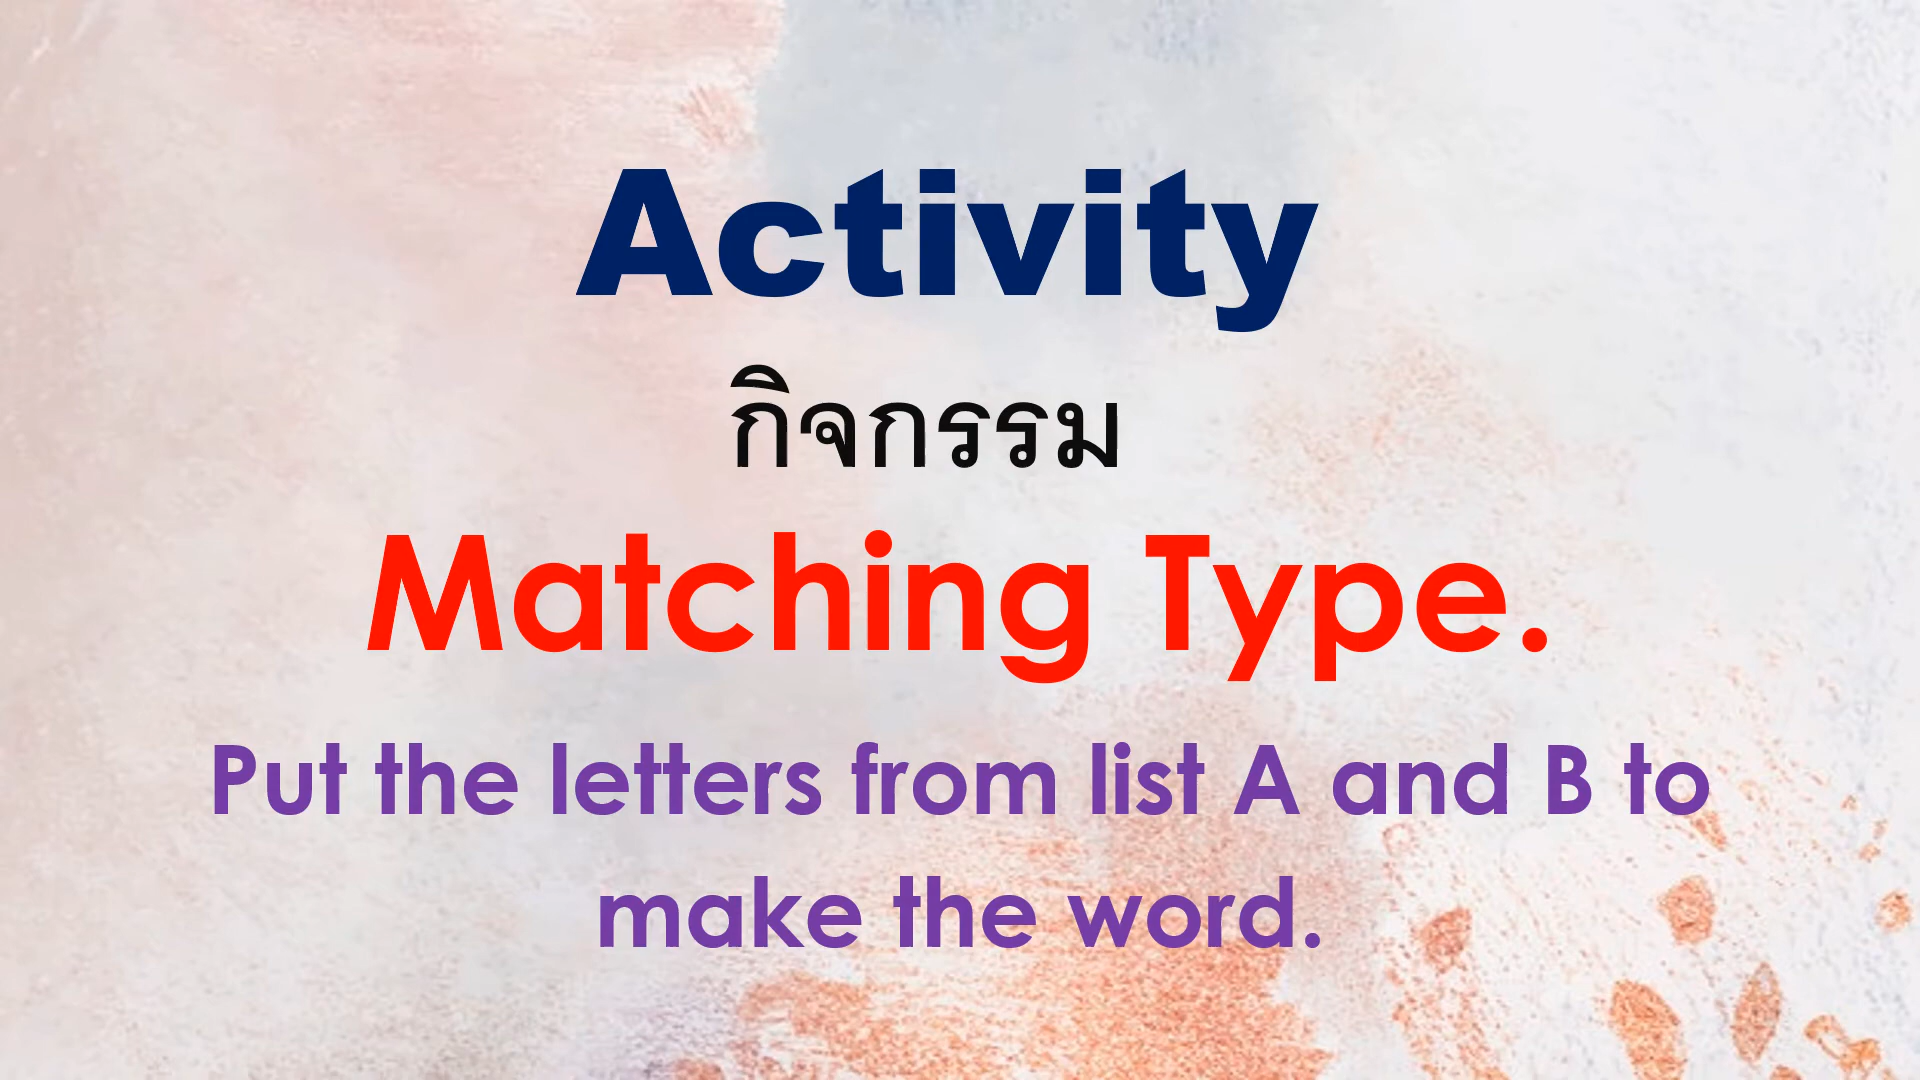 Activity
กิจกรรม
Matching Type.
Put the letters from list A and B to
make the word.